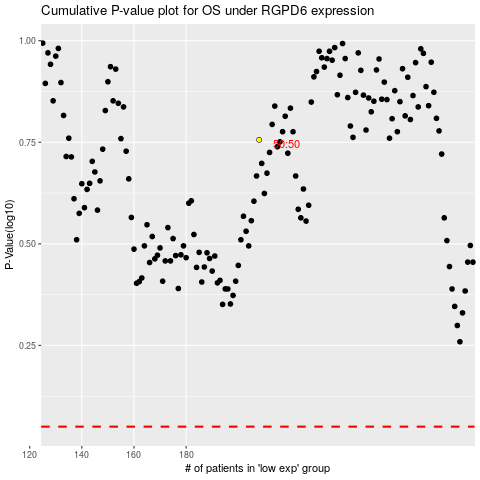 Cumulative P-value plot for OS under RGPD6 expression
P-Value(log10)
1.00
0.75
0.50
0.25
50:50
120 140 160 180
# of patients in 'low exp' group